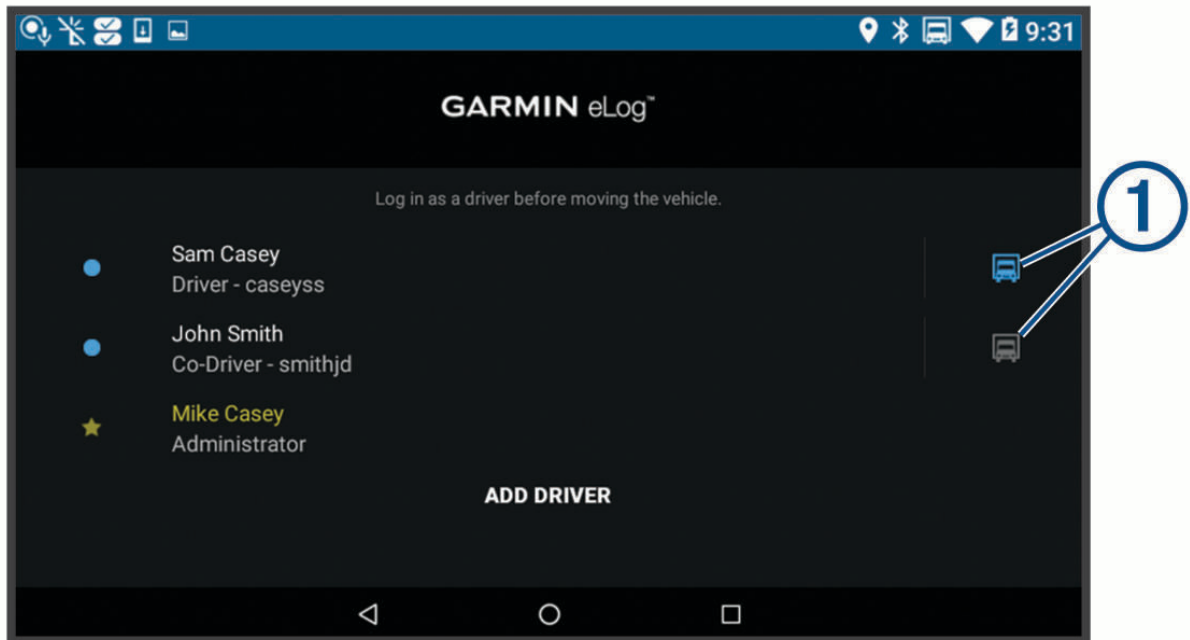 9:31
GARMIN eLog™
Log in as a driver before moving the vehicle.
1
Sam Casey
Driver - caseyss
John Smith
Co-Driver - smithjd
Mike Casey
Administrator
ADD DRIVER